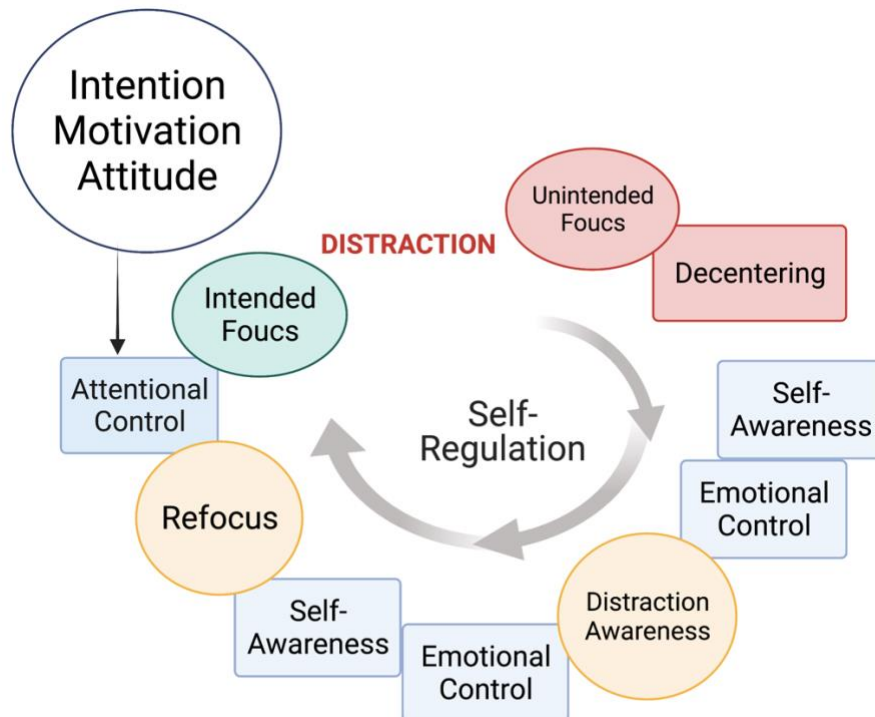 Intention
Motivation
Attitude
DISTRACTION
Unintended
Foucs
Decentering
Intended
Foucs
Attentional
Control
Self-
Regulation
Self-
Awareness
Emotional
Control
Refocus
Distraction
Awareness
Self-
Awareness
Emotional
Control